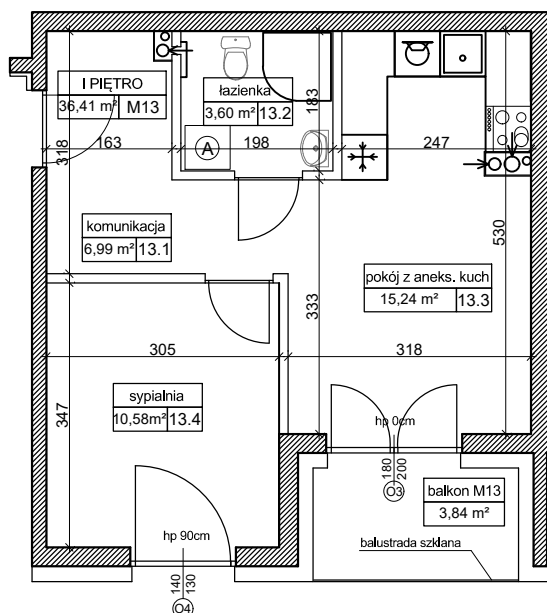 I PIĘTRO
36,41 m² M13
łazienka
3,60 m² 13.2
183
163
198
247
318
A
komunikacja
6,99 m² 13.1
530
pokój z aneks. kuch
15,24 m² 13.3
333
305
318
sypialnia
10,58m² 13.4
347
hp 0cm
180
200
O3
balkon M13
3,84 m²
hp 90cm
balustrada szklana
140
130
O4